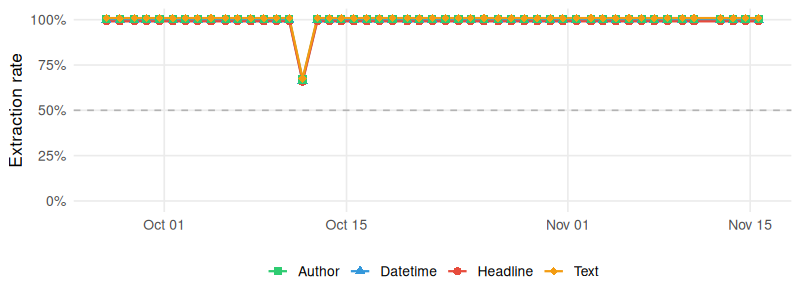 Extraction rate
100%
75%
50%
25%
0%
Oct 01 Oct 15 Nov 01 Nov 15
Author Datetime Headline Text